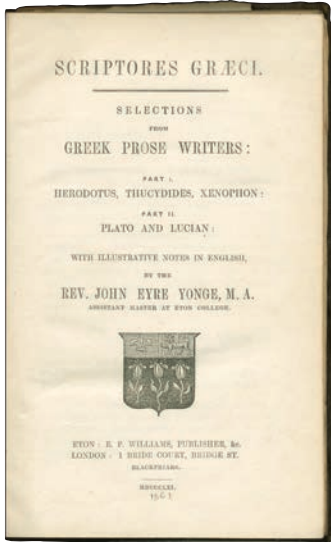 SCRIPTORES GRÆCI.
SELECTIONS
FROM
GREEK PROSE WRITERS:
PART I.
HERODOTUS, THUCYDIDES, XENOPHON:
PART II.
PLATO AND LUCIAN:
WITH ILLUSTRATIVE NOTES IN ENGLISH,
BY THE
REV. JOHN EYRE YONGE, M. A.
ASSISTANT MASTER AT ETON COLLEGE.
ETON: E. P. WILLIAMS, PUBLISHER, &c.
LONDON: 1 BRIDE COURT, BRIDGE ST.
BLACKFRIARS.
MDCCCLXI.
1861